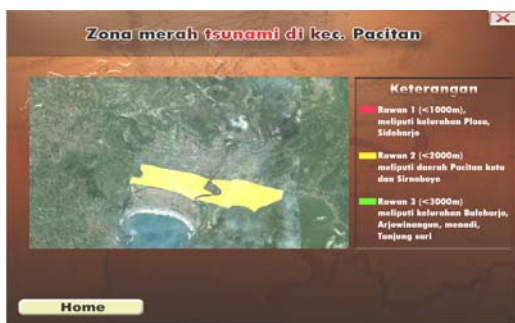 Zona merah tsunami di kec. Pacitan
Keterangan
Rawan 1 (<1000m),
meliputi kelurahan Ploso,
Sidoharjo
Rawan 2 (<2000m)
meliputi daerah Pacitan kota
dan Sirnoboyo
Rawan 3 (<3000m)
meliputi kelurahan Baleharjo,
Arjowinangun, menadi,
Tanjung sari
Home